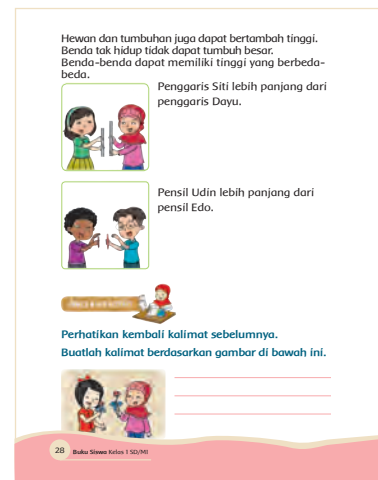 Hewan dan tumbuhan juga dapat bertambah tinggi.
Benda tak hidup tidak dapat tumbuh besar.
Benda-benda dapat memiliki tinggi yang berbeda-
beda.
Penggaris Siti lebih panjang dari
penggaris Dayu.
Pensil Udin lebih panjang dari
pensil Edo.
Perhatikan kembali kalimat sebelumnya.
Buatlah kalimat berdasarkan gambar di bawah ini.
28 Buku Siswa Kelas 1 SD/MI